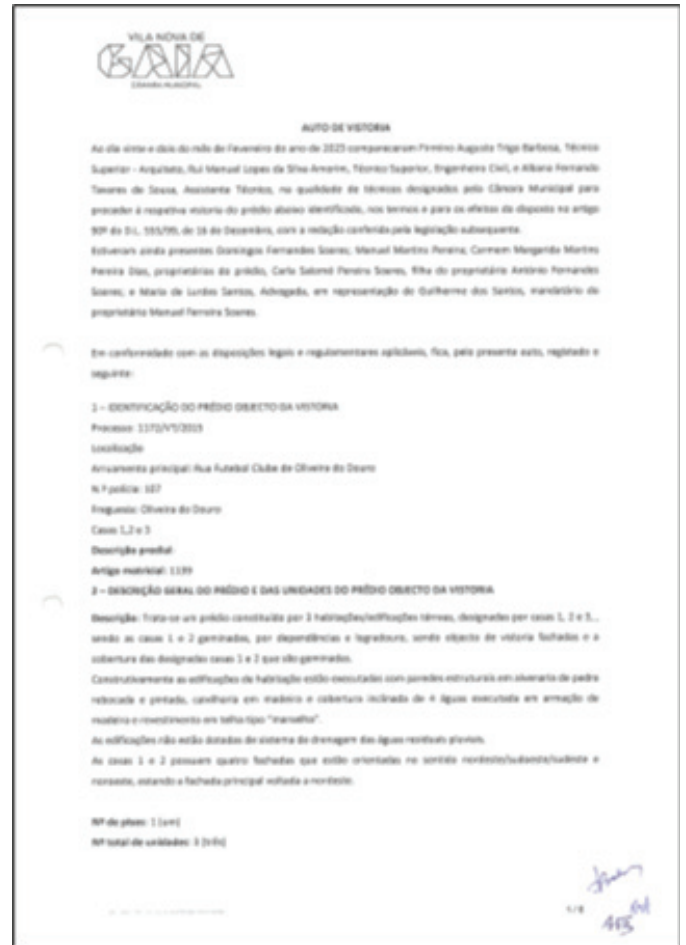 VILA NOVA DE
GAIA
CÂMARA MUNICIPAL
AUTO DE VISTORIA
Ao dia vinte e dois do mês de Fevereiro do ano de 2023 compareceram Firmino Augusto Trigo Barbosa, Técnico
Superior - Arquiteto, Rui Manuel Lopes da Silva Amorim, Técnico Superior, Engenheiro Civil, e Albano Fernando
Tavares de Sousa, Assistente Técnico, na qualidade de técnicos designados pela Câmara Municipal para
proceder à respetiva vistoria do prédio abaixo identificado, nos termos e para os efeitos do disposto no artigo
90º do D.L. 555/99, de 16 de Dezembro, com a redação conferida pela legislação subsequente.
Estiveram ainda presentes Domingos Fernandes Soares; Manuel Martins Pereira; Carmem Margarida Martins
Pereira Dias, proprietários do prédio, Carla Salomé Pereira Soares, filha do proprietário António Fernandes
Soares; e Maria de Lurdes Santos, Advogada, em representação de Guilherme dos Santos, mandatário do
proprietário Manuel Ferreira Soares.
Em conformidade com as disposições legais e regulamentares aplicáveis, fica, pelo presente auto, registado o
seguinte:
1 – IDENTIFICAÇÃO DO PRÉDIO OBJECTO DA VISTORIA
Processo: 1172/VT/2015
Localização
Arruamento principal: Rua Futebol Clube de Oliveira do Douro
N.º polícia: 107
Freguesia: Oliveira do Douro
Casas 1,2 e 3
Descrição predial:
Artigo matricial: 1139
2 – DESCRIÇÃO GERAL DO PRÉDIO E DAS UNIDADES DO PRÉDIO OBJECTO DA VISTORIA
Descrição: Trata-se um prédio constituída por 3 habitações/edificações térreas, designadas por casas 1, 2 e 3,
sendo as casas 1 e 2 geminadas, por dependências e logradouro, sendo objecto de vistoria fachadas e a
cobertura das designadas casas 1 e 2 que são geminadas.
Construtivamente as edificações de habitação estão executadas com paredes estruturais em alvenaria de pedra
rebocada e pintada, caixilharia em madeira e cobertura inclinada de 4 águas executada em armação de
madeira e revestimento em telha tipo "marselha".
As edificações não estão dotadas de sistema de drenagem das águas residuais pluviais.
As casas 1 e 2 possuem quatro fachadas que estão orientadas no sentido nordeste/sudoeste/sudeste e
noroeste, estando a fachada principal voltada a nordeste.
Nº de pisos: 1 (um)
Nº total de unidades: 3 (três)